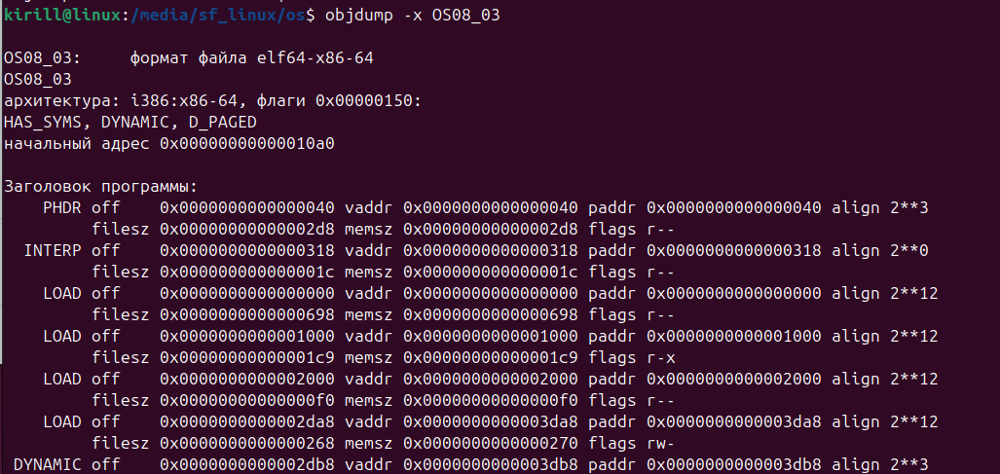 kirill@linux:/media/sf_linux/os$ objdump -x OS08_03
OS08_03:     формат файла elf64-x86-64
OS08_03
архитектура: i386:x86-64, флаги 0x00000150:
HAS_SYMS, DYNAMIC, D_PAGED
начальный адрес 0x00000000000010a0
Заголовок программы:
    PHDR off    0x0000000000000040 vaddr 0x0000000000000040 paddr 0x0000000000000040 align 2**3
         filesz 0x00000000000002d8 memsz 0x00000000000002d8 flags r--
  INTERP off    0x0000000000000318 vaddr 0x0000000000000318 paddr 0x0000000000000318 align 2**0
         filesz 0x000000000000001c memsz 0x000000000000001c flags r--
    LOAD off    0x0000000000000000 vaddr 0x0000000000000000 paddr 0x0000000000000000 align 2**12
         filesz 0x0000000000000698 memsz 0x0000000000000698 flags r--
    LOAD off    0x0000000000001000 vaddr 0x0000000000001000 paddr 0x0000000000001000 align 2**12
         filesz 0x00000000000001c9 memsz 0x00000000000001c9 flags r-x
    LOAD off    0x0000000000002000 vaddr 0x0000000000002000 paddr 0x0000000000002000 align 2**12
         filesz 0x00000000000000f0 memsz 0x00000000000000f0 flags r--
    LOAD off    0x0000000000002da8 vaddr 0x0000000000003da8 paddr 0x0000000000003da8 align 2**12
         filesz 0x0000000000000268 memsz 0x0000000000000270 flags rw-
 DYNAMIC off    0x0000000000002db8 vaddr 0x0000000000003db8 paddr 0x0000000000003db8 align 2**3